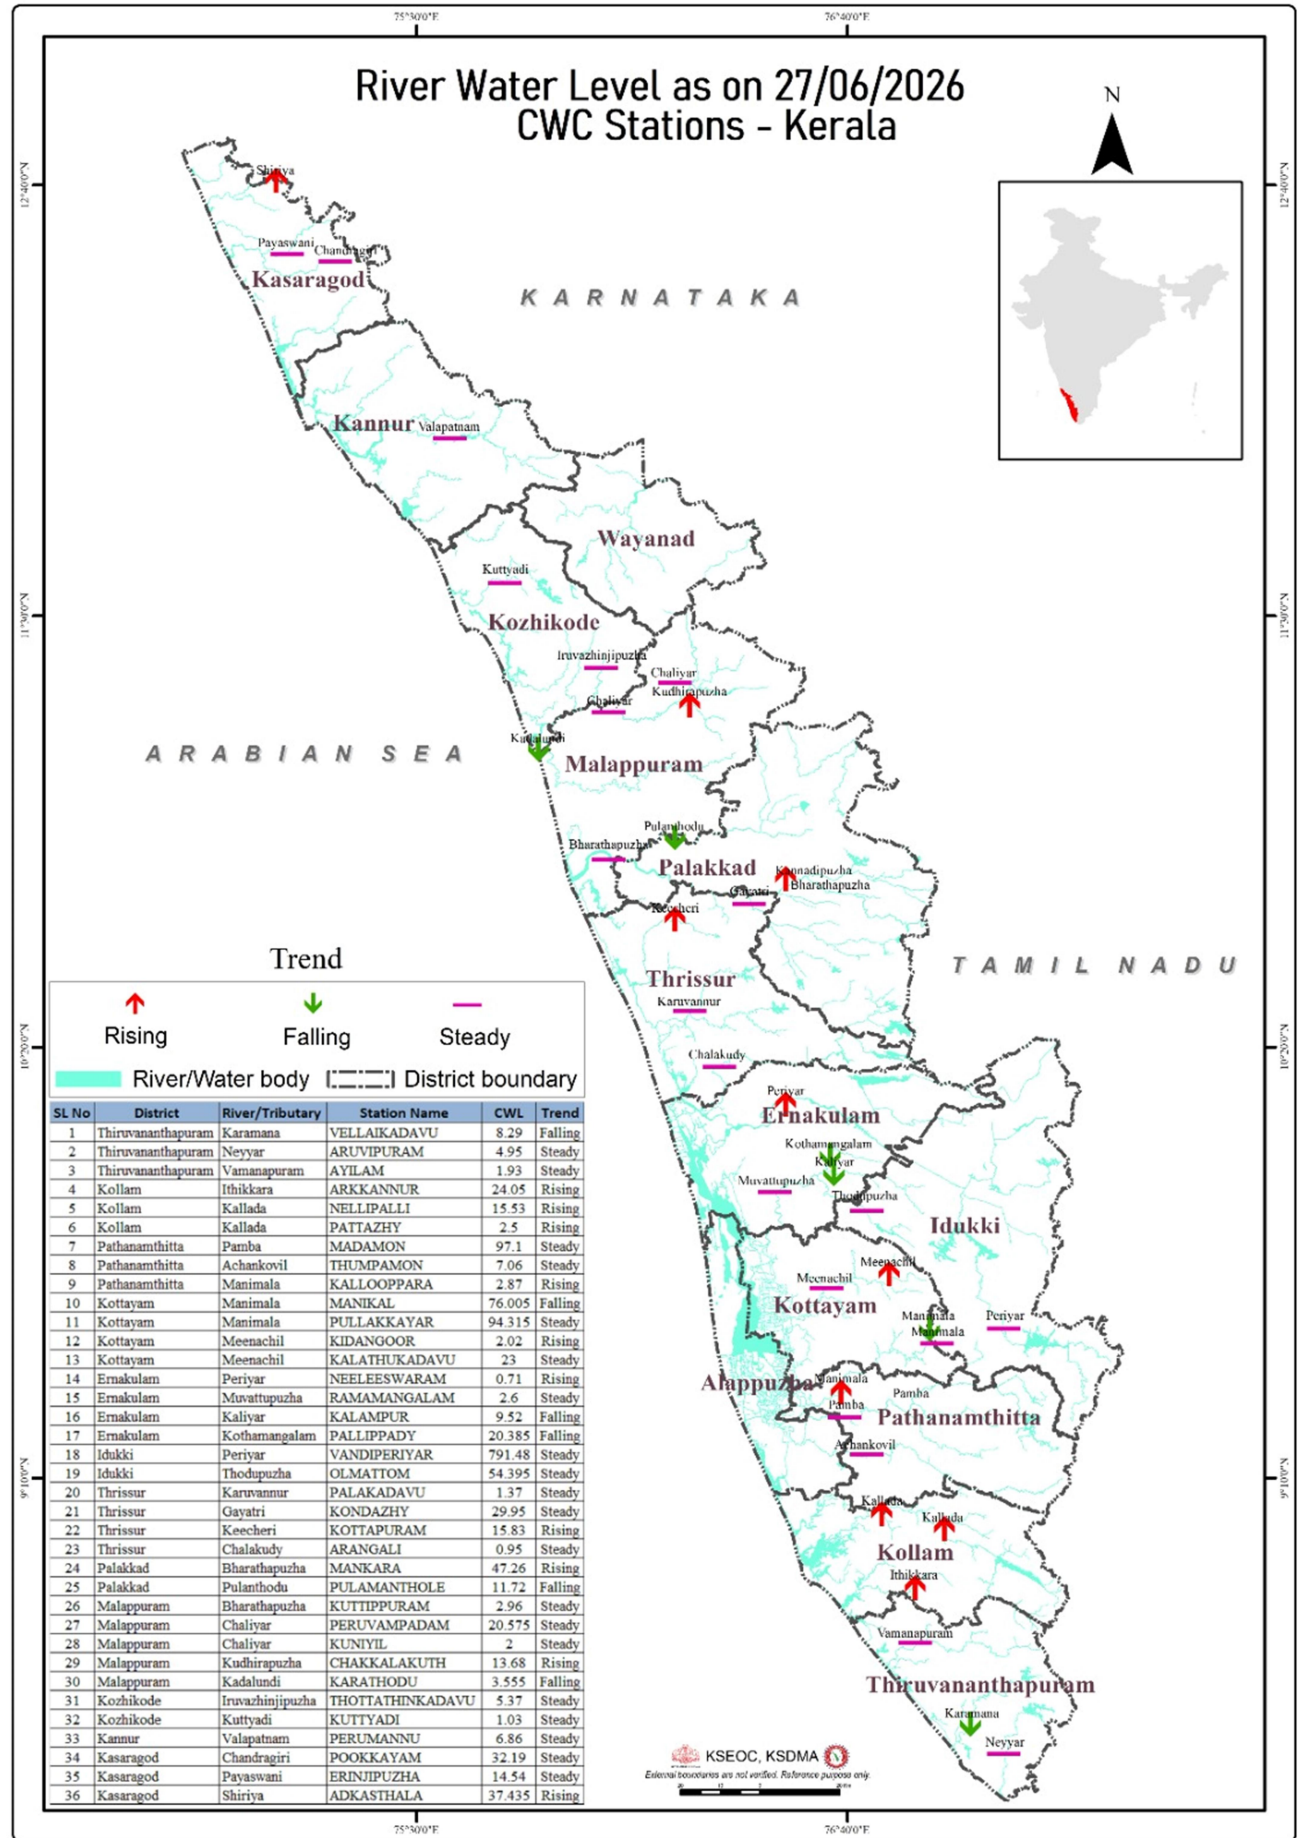 75°30'0"E
76°40'0"E
River Water Level as on 27/06/2026
CWC Stations - Kerala
N
12°4'0"N
12°4'0"N
Shiriya
Payaswani
Chandragiri
Kasaragod
KARNATAKA
Kannur
Valapatnam
Wayanad
Kuttyadi
Kozhikode
Iruvazhinjipuzha
Chaliyar
Kudhirapuzha
Chaliyar
Kadalundi
ARABIAN SEA
Malappuram
Pulanthodu
Bharathapuzha
Palakkad
Kannadipuzha
Bharathapuzha
Gayatri
Keecheri
TAMIL NADU
Thrissur
Karuvannur
Chalakudy
Periyar
Ernakulam
Kothamangalam
Kaliyar
Muvattupuzha
Thodupuzha
Idukki
Meenachil
Meenachil
Kottayam
Manimala
Periyar
Manimala
Alappuzha
Manimala
Pamba
Pamba
Pathanamthitta
Achankovil
Kallada
Kallada
Kollam
Ithikkara
Vamanapuram
Thiruvananthapuram
Karamana
Neyyar
Trend
Rising Falling Steady
River/Water body District boundary
SL No District River/Tributary Station Name CWL Trend
1 Thiruvananthapuram Karamana VELLAIKADAVU 8.29 Falling
2 Thiruvananthapuram Neyyar ARUVIPURAM 4.95 Steady
3 Thiruvananthapuram Vamanapuram AYILAM 1.93 Steady
4 Kollam Ithikkara ARKKANNUR 24.05 Rising
5 Kollam Kallada NELLIPALLI 15.53 Rising
6 Kollam Kallada PATTAZHY 2.5 Rising
7 Pathanamthitta Pamba MADAMON 97.1 Steady
8 Pathanamthitta Achankovil THUMPAMON 7.06 Steady
9 Pathanamthitta Manimala KALLOOPPARA 2.87 Rising
10 Kottayam Manimala MANIKAL 76.005 Falling
11 Kottayam Manimala PULLAKKAYAR 94.315 Steady
12 Kottayam Meenachil KIDANGOOR 2.02 Rising
13 Kottayam Meenachil KALATHUKADAVU 23 Steady
14 Ernakulam Periyar NEELEESWARAM 0.71 Rising
15 Ernakulam Muvattupuzha RAMAMANGALAM 2.6 Steady
16 Ernakulam Kaliyar KALAMPUR 9.52 Falling
17 Ernakulam Kothamangalam PALLIPPADY 20.385 Falling
18 Idukki Periyar VANDIPERIYAR 791.48 Steady
19 Idukki Thodupuzha OLMATTOM 54.395 Steady
20 Thrissur Karuvannur PALAKADAVU 1.37 Steady
21 Thrissur Gayatri KONDAZHY 29.95 Steady
22 Thrissur Keecheri KOTTAPURAM 15.83 Rising
23 Thrissur Chalakudy ARANGALI 0.95 Steady
24 Palakkad Bharathapuzha MANKARA 47.26 Rising
25 Palakkad Pulanthodu PULAMANTHOLE 11.72 Falling
26 Malappuram Bharathapuzha KUTTIPPURAM 2.96 Steady
27 Malappuram Chaliyar PERUVAMPADAM 20.575 Steady
28 Malappuram Chaliyar KUNIYIL 2 Steady
29 Malappuram Kudhirapuzha CHAKKALAKUTH 13.68 Rising
30 Malappuram Kadalundi KARATHODU 3.555 Falling
31 Kozhikode Iruvazhinjipuzha THOTTATHINKADAVU 5.37 Steady
32 Kozhikode Kuttyadi KUTTYADI 1.03 Steady
33 Kannur Valapatnam PERUMANNU 6.86 Steady
34 Kasaragod Chandragiri POOKKAYAM 32.19 Steady
35 Kasaragod Payaswani ERINJIPUZHA 14.54 Steady
36 Kasaragod Shiriya ADKASTHALA 37.435 Rising
KSEOC, KSDMA
External boundaries are not verified. Reference purpose only.
75°30'0"E
76°40'0"E